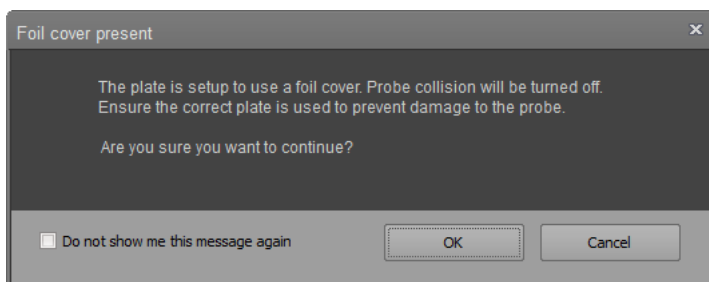 Foil cover present
The plate is setup to use a foil cover. Probe collision will be turned off.
Ensure the correct plate is used to prevent damage to the probe.
Are you sure you want to continue?
Do not show me this message again
OK
Cancel